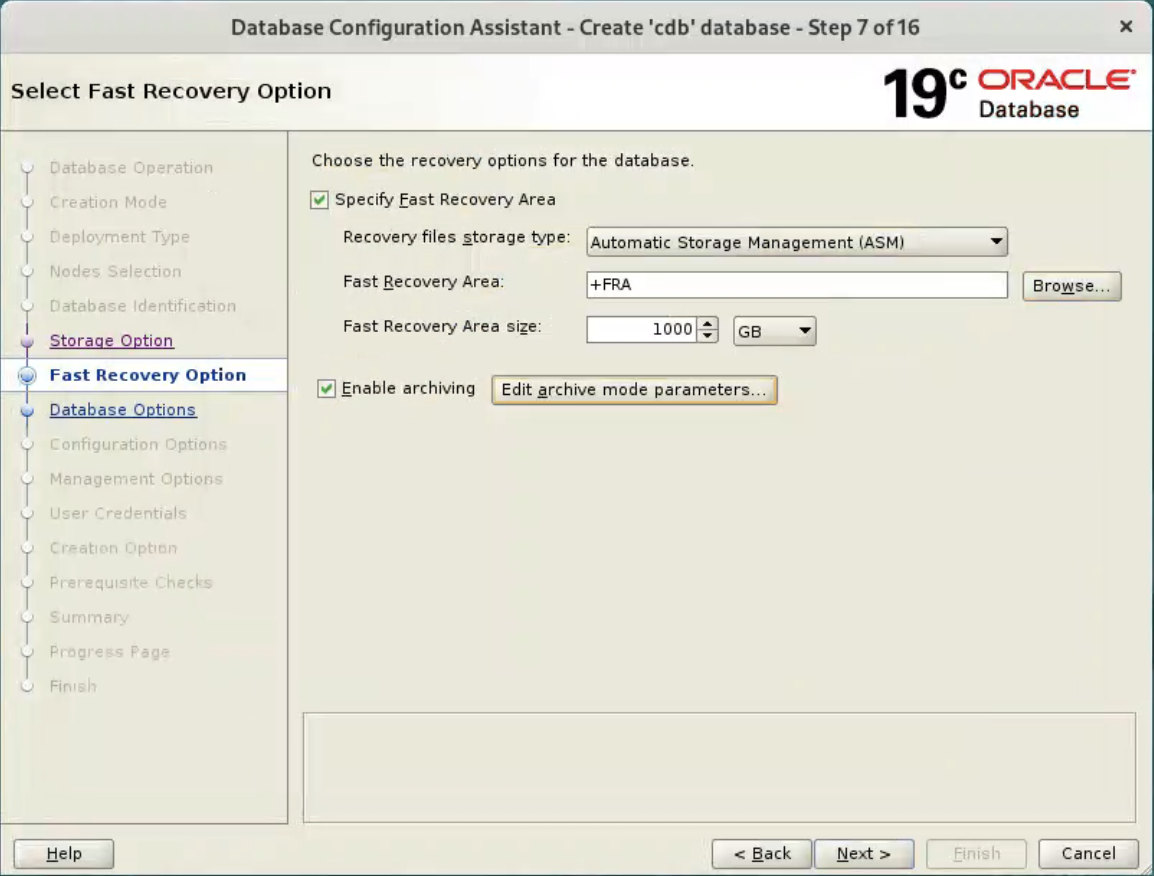 Database Configuration Assistant - Create 'cdb' database - Step 7 of 16
Select Fast Recovery Option
19c ORACLE
Database
Database Operation
Creation Mode
Deployment Type
Nodes Selection
Database Identification
Storage Option
Fast Recovery Option
Database Options
Configuration Options
Management Options
User Credentials
Creation Option
Prerequisite Checks
Summary
Progress Page
Finish
Choose the recovery options for the database.
Specify Fast Recovery Area
Recovery files storage type: Automatic Storage Management (ASM)
Fast Recovery Area: +FRA Browse...
Fast Recovery Area size: 1000 GB
Enable archiving Edit archive mode parameters...
Help < Back Next > Finish Cancel